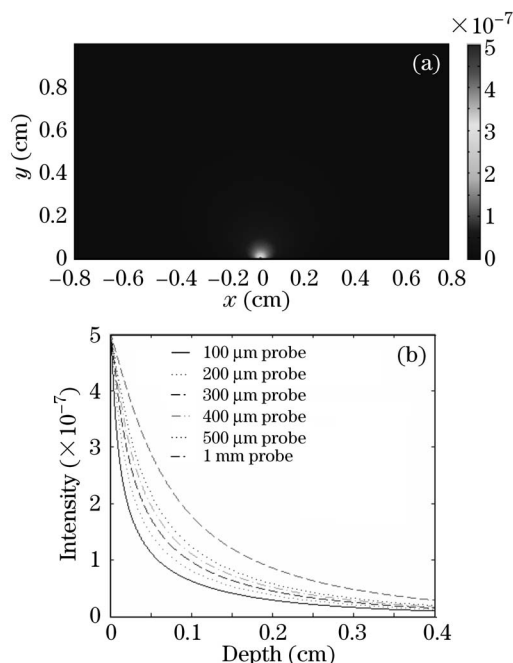 ×10⁻⁷
(a)
5
4
3
2
1
0
0.8
0.6
0.4
0.2
0
y (cm)
−0.8 −0.6 −0.4 −0.2 0 0.2 0.4 0.6 0.8
x (cm)
(b)
5
4
3
2
1
0
Intensity (×10⁻⁷)
100 μm probe
200 μm probe
300 μm probe
400 μm probe
500 μm probe
1 mm probe
0 0.1 0.2 0.3 0.4
Depth (cm)